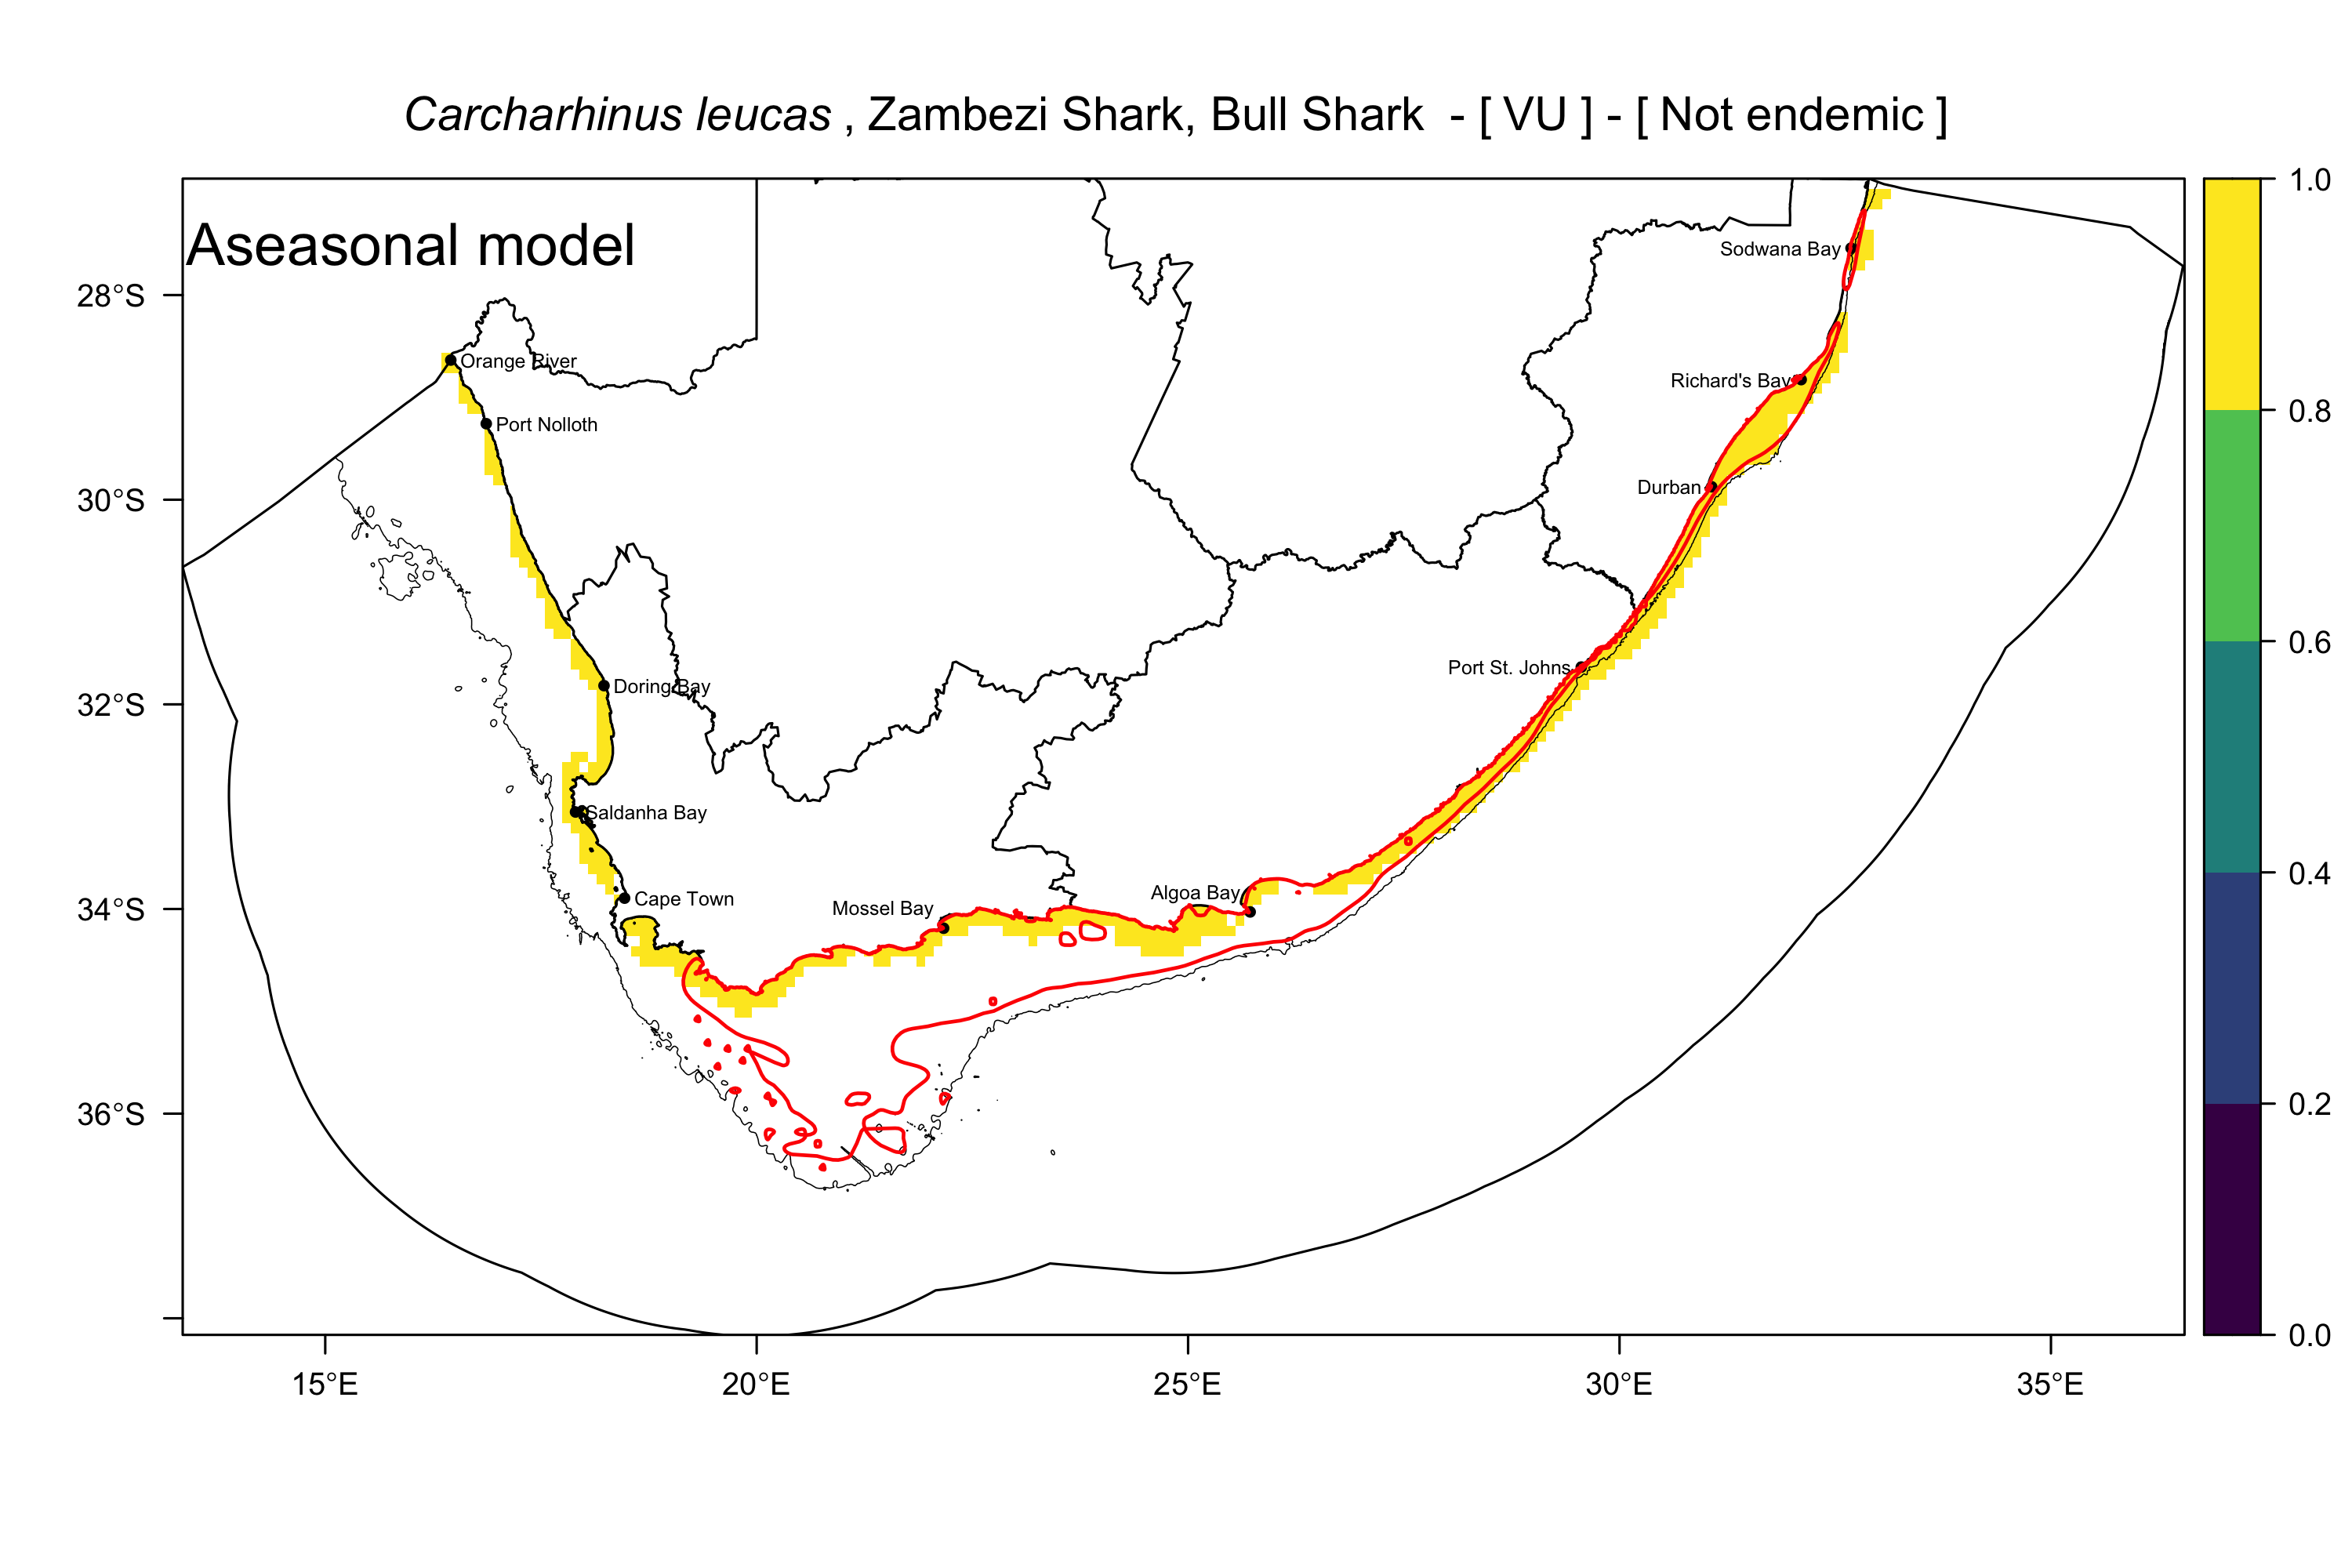 Carcharhinus leucas , Zambezi Shark, Bull Shark - [ VU ] - [ Not endemic ]
Aseasonal model
1.0
0.8
0.6
0.4
0.2
0.0
28°S
30°S
32°S
34°S
36°S
Sodwana Bay
Orange River
Richard's Bay
Port Nolloth
Durban
Port St. Johns
Doring Bay
Saldanha Bay
Cape Town
Algoa Bay
Mossel Bay
15°E
20°E
25°E
30°E
35°E